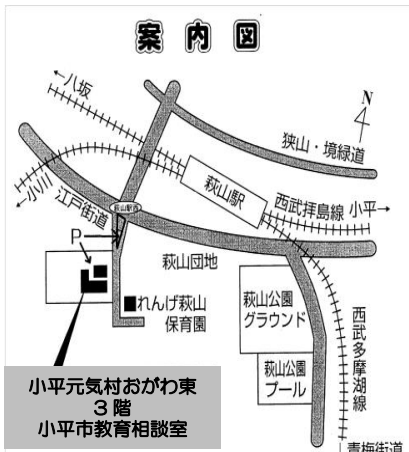 案内図
←八坂
N
狭山・境緑道
萩山駅
西武拝島線 小平→
←小川
江戸街道
萩山駅西
P
萩山団地
れんげ萩山
保育園
萩山公園
グラウンド
萩山公園
プール
西武多摩湖線
小平元気村おがわ東
3階
小平市教育相談室
青梅街道